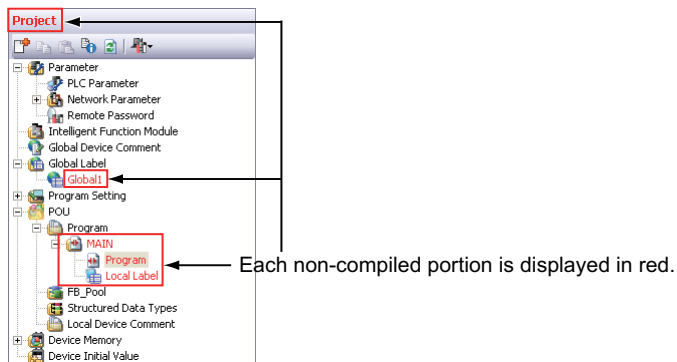 Project
Parameter
PLC Parameter
Network Parameter
Remote Password
Intelligent Function Module
Global Device Comment
Global Label
Global1
Program Setting
POU
Program
MAIN
Program
Local Label
Each non-compiled portion is displayed in red.
FB_Pool
Structured Data Types
Local Device Comment
Device Memory
Device Initial Value